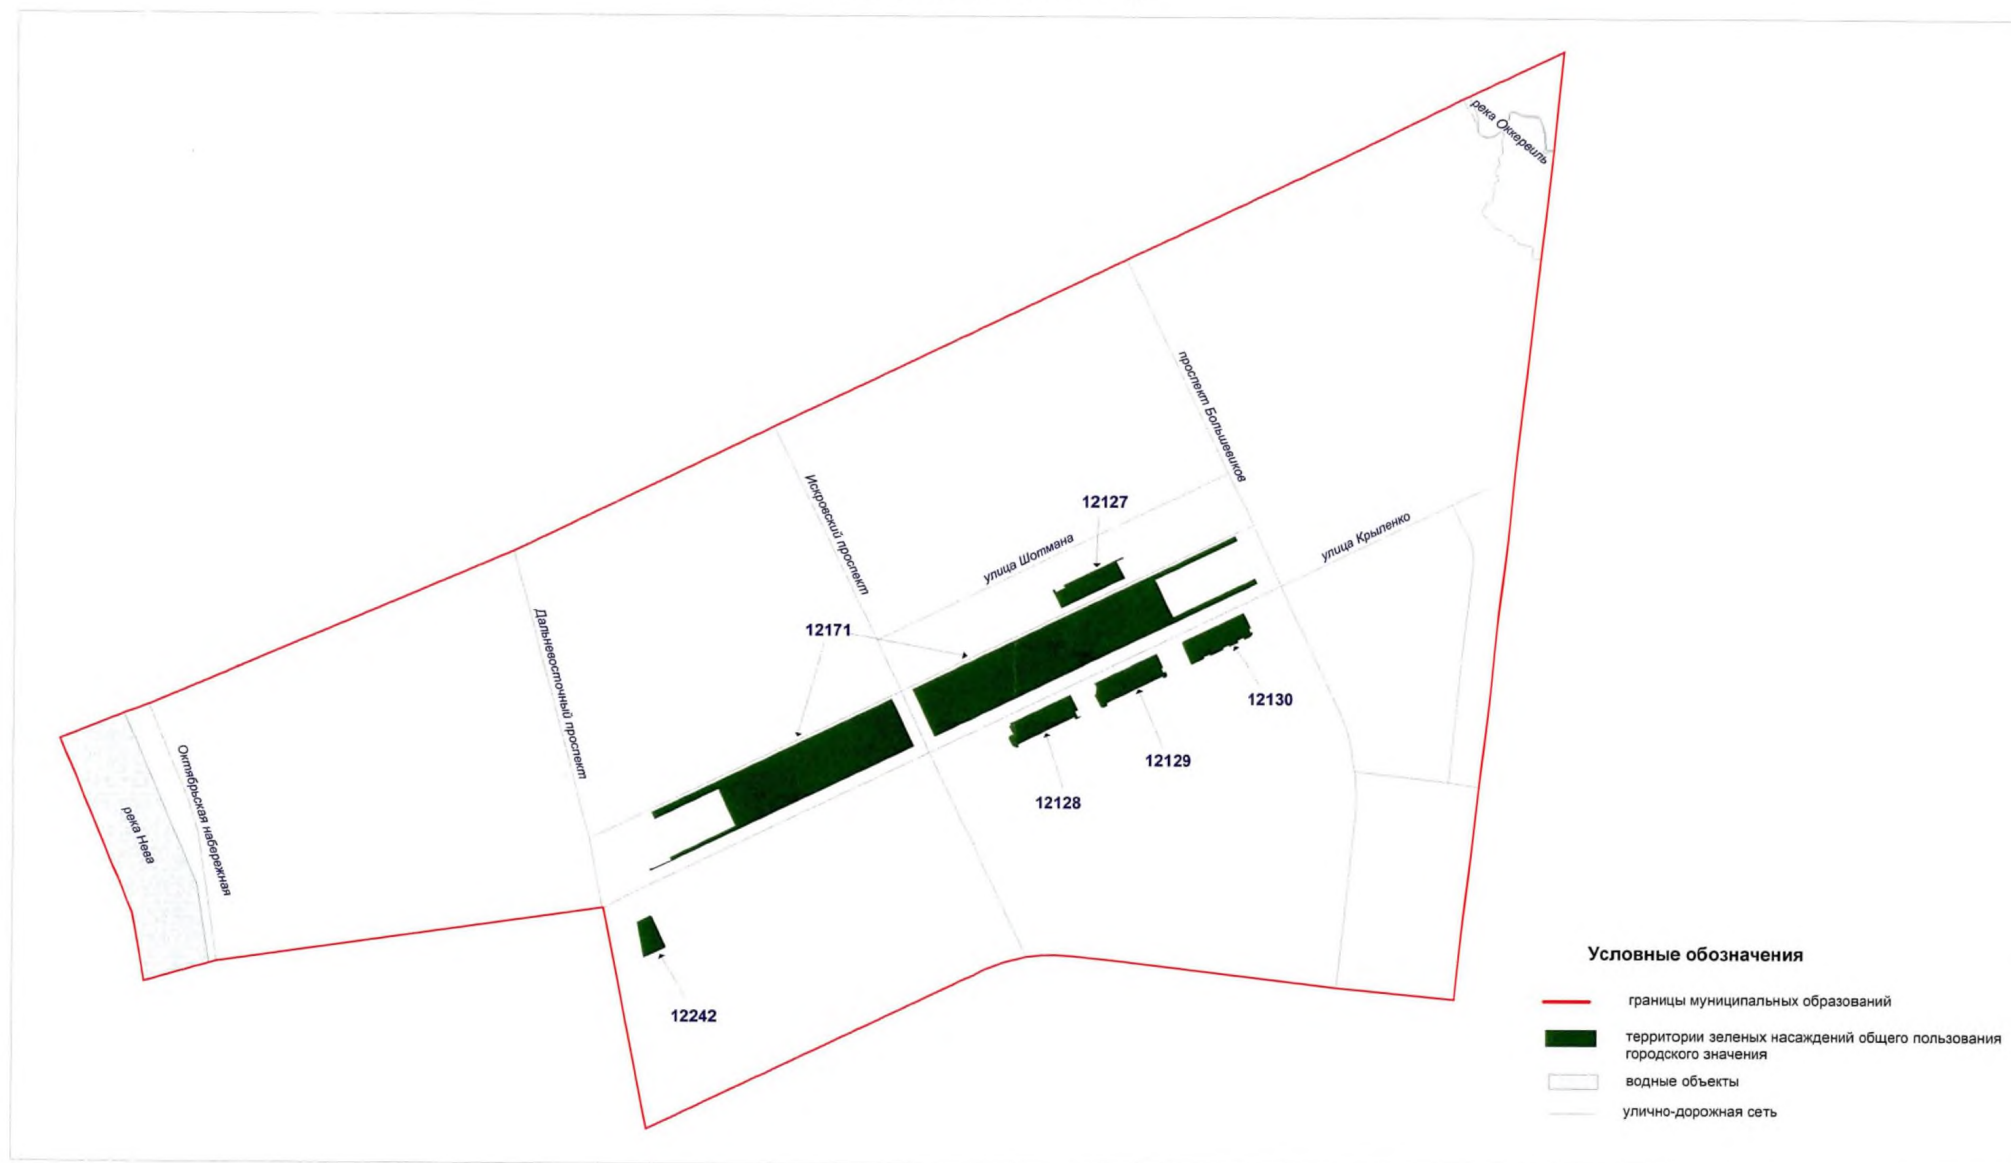 река Оккервиль
проспект Большевиков
Искровский проспект
12127
улица Шотмана
улица Крыленко
Дальневосточный проспект
12171
12130
12129
12128
Октябрьская набережная
река Нева
12242
Условные обозначения
границы муниципальных образований
территории зеленых насаждений общего пользования
городского значения
водные объекты
улично-дорожная сеть